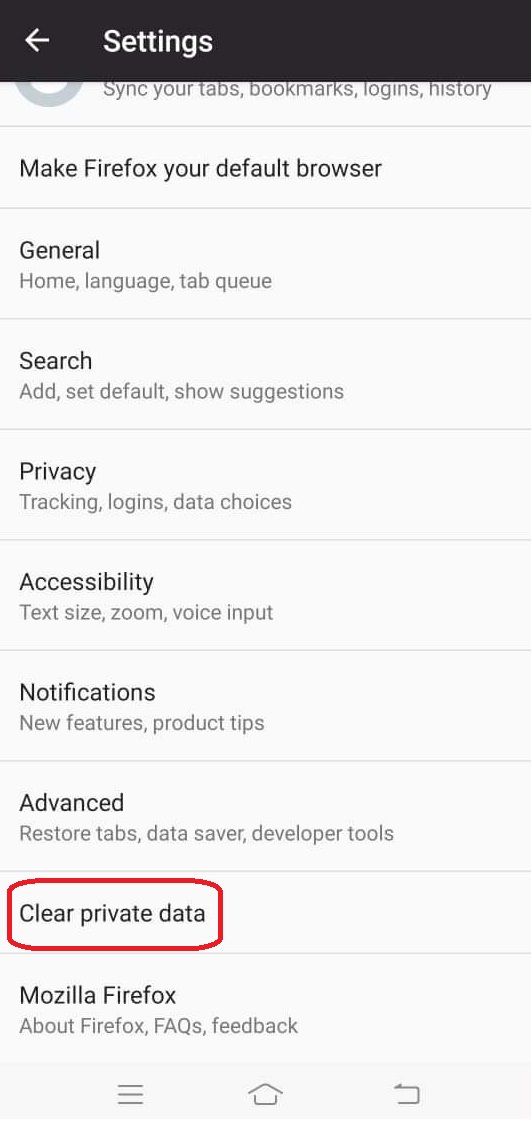 Settings
Sync your tabs, bookmarks, logins, history
Make Firefox your default browser
General
Home, language, tab queue
Search
Add, set default, show suggestions
Privacy
Tracking, logins, data choices
Accessibility
Text size, zoom, voice input
Notifications
New features, product tips
Advanced
Restore tabs, data saver, developer tools
Clear private data
Mozilla Firefox
About Firefox, FAQs, feedback